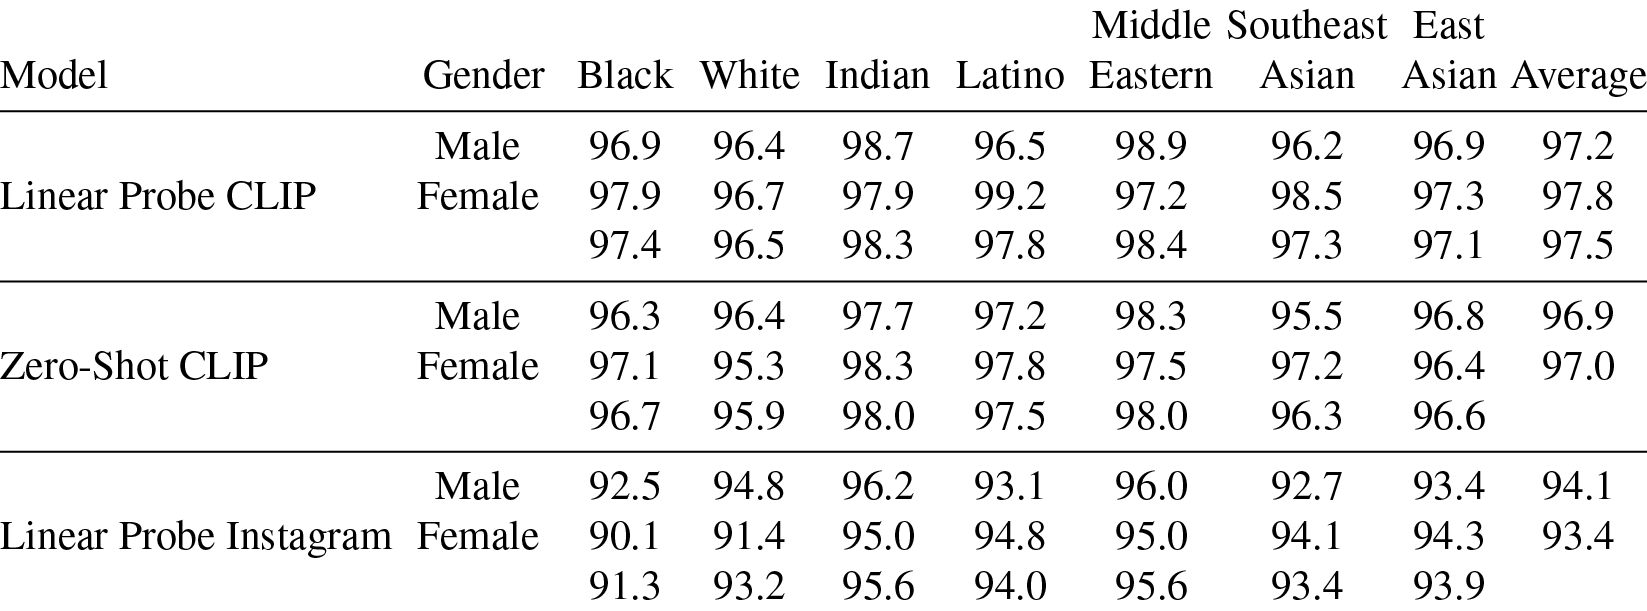 Middle Southeast East
Model Gender Black White Indian Latino Eastern Asian Asian Average
Male 96.9 96.4 98.7 96.5 98.9 96.2 96.9 97.2
Linear Probe CLIP Female 97.9 96.7 97.9 99.2 97.2 98.5 97.3 97.8
97.4 96.5 98.3 97.8 98.4 97.3 97.1 97.5
Male 96.3 96.4 97.7 97.2 98.3 95.5 96.8 96.9
Zero-Shot CLIP Female 97.1 95.3 98.3 97.8 97.5 97.2 96.4 97.0
96.7 95.9 98.0 97.5 98.0 96.3 96.6
Male 92.5 94.8 96.2 93.1 96.0 92.7 93.4 94.1
Linear Probe Instagram Female 90.1 91.4 95.0 94.8 95.0 94.1 94.3 93.4
91.3 93.2 95.6 94.0 95.6 93.4 93.9